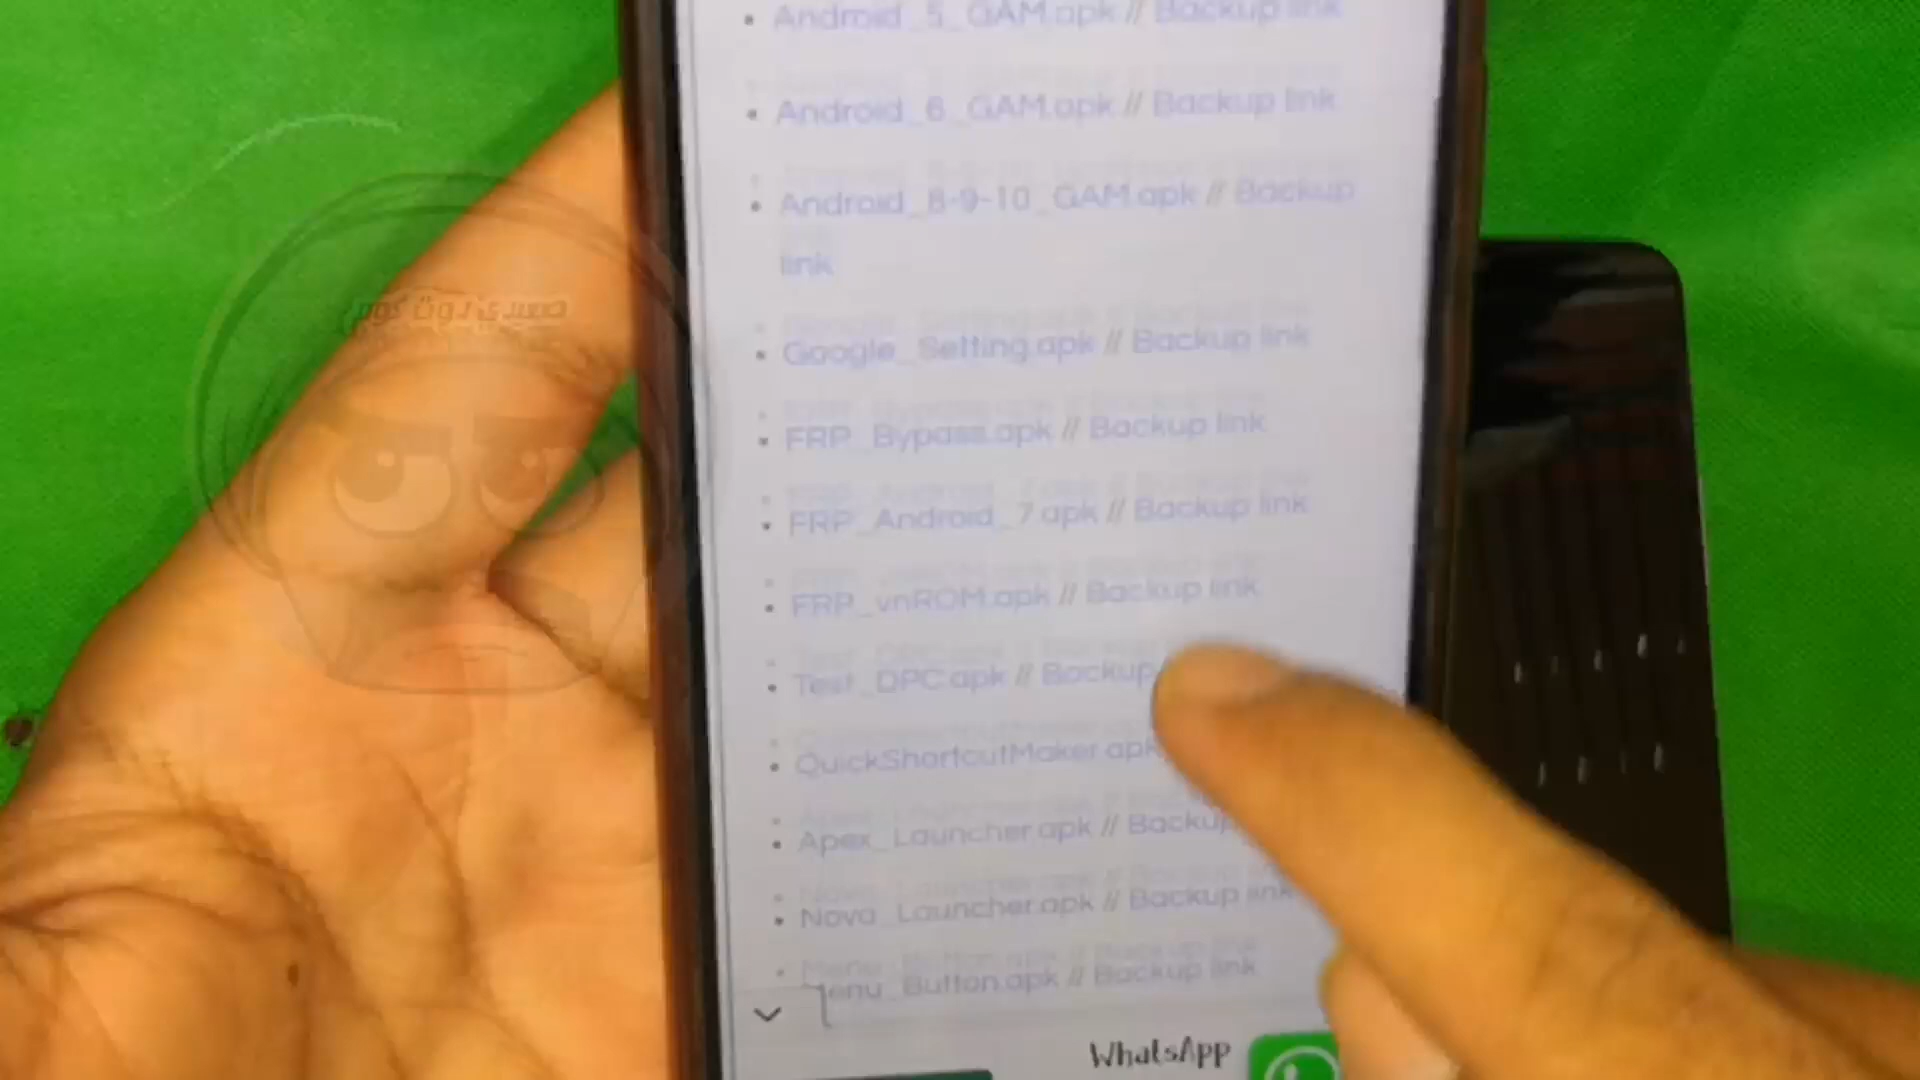 Android_5_GAM.apk // Backup link
Android_6_GAM.apk // Backup link
Android_8-9-10_GAM.apk // Backup
link
Google_Setting.apk // Backup link
FRP_Bypass.apk // Backup link
FRP_Android_7.apk // Backup link
FRP_vnROM.apk // Backup link
Test_DPC.apk // Backup
QuickShortcutMaker.apk
Apex_Launcher.apk // Backup
Nova_Launcher.apk // Backup link
Menu_Button.apk // Backup link
WhatsApp